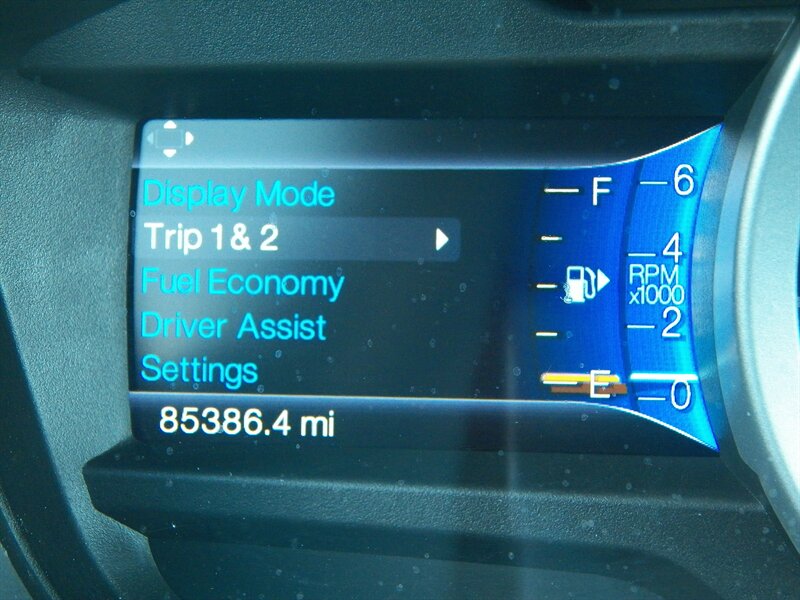 Display Mode
Trip 1 & 2
Fuel Economy
Driver Assist
Settings
85386.4 mi
F
E
6
4
RPM
x1000
2
0